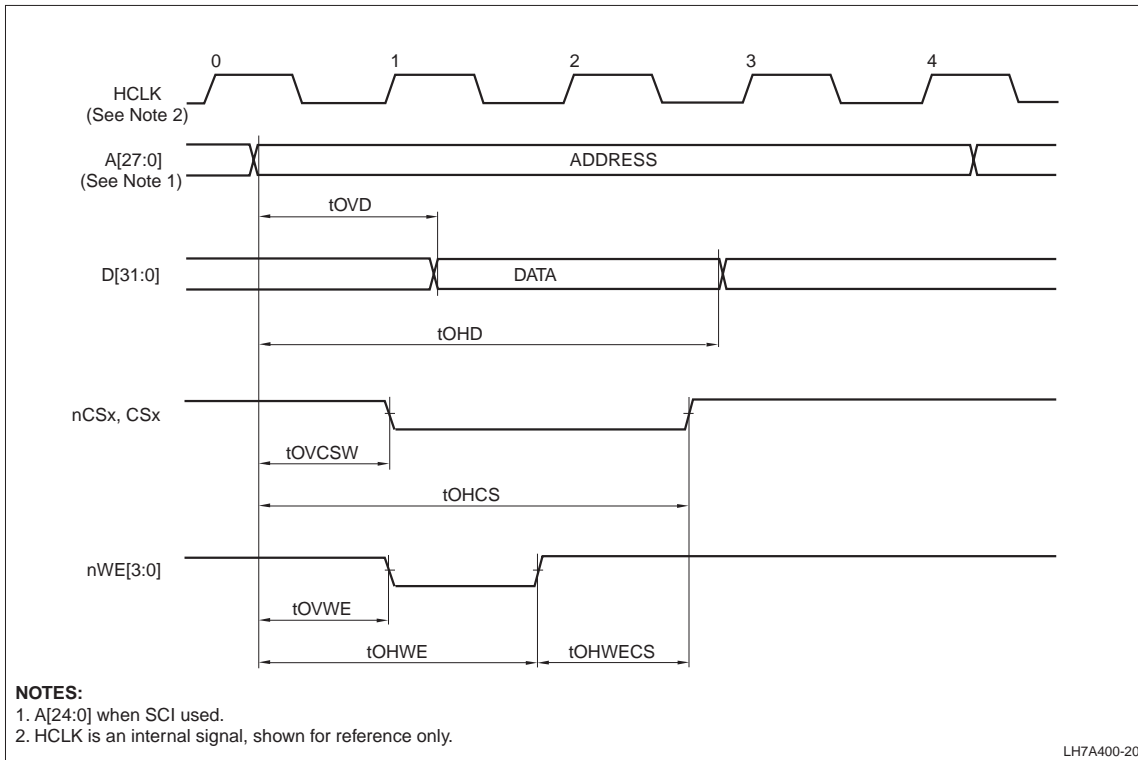 0 1 2 3 4
HCLK
(See Note 2)
A[27:0]
(See Note 1)
ADDRESS
tOVD
D[31:0]
DATA
tOHD
nCSx, CSx
tOVCSW
tOHCS
nWE[3:0]
tOVWE
tOHWE
tOHWECS
NOTES:
1. A[24:0] when SCI used.
2. HCLK is an internal signal, shown for reference only.
LH7A400-20